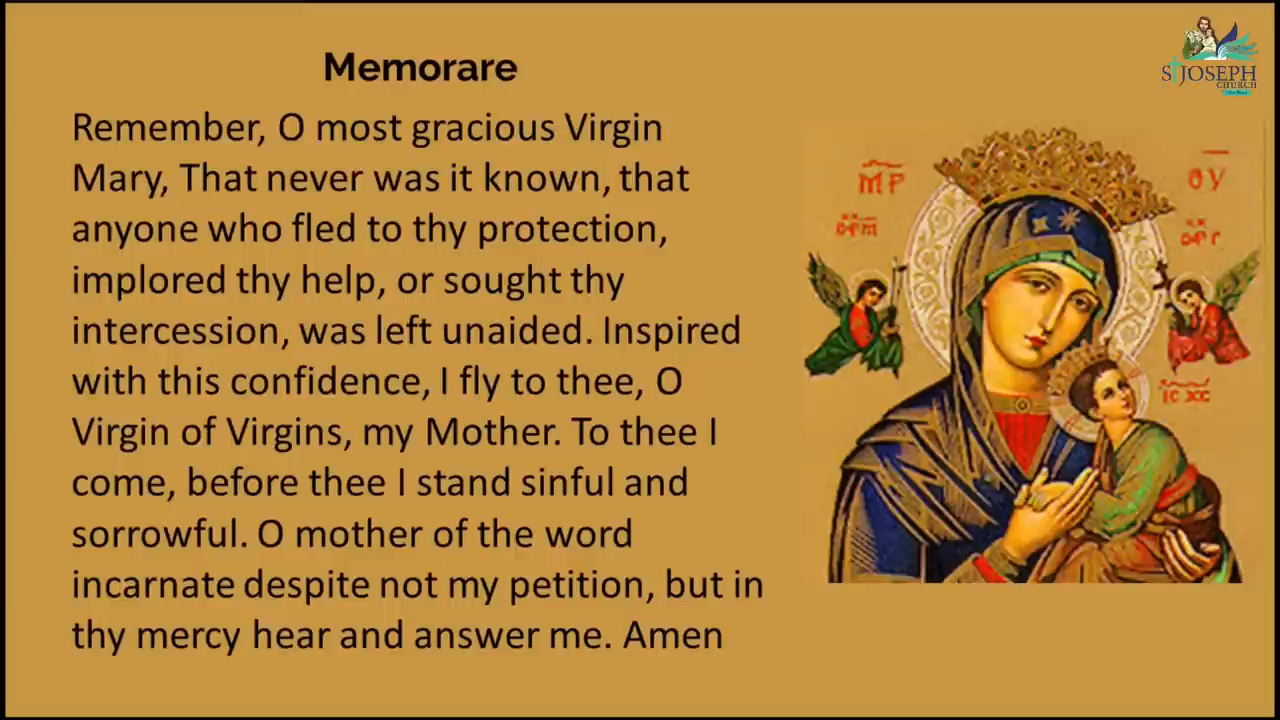 Memorare
Remember, O most gracious Virgin
Mary, That never was it known, that
anyone who fled to thy protection,
implored thy help, or sought thy
intercession, was left unaided. Inspired
with this confidence, I fly to thee, O
Virgin of Virgins, my Mother. To thee I
come, before thee I stand sinful and
sorrowful. O mother of the word
incarnate despite not my petition, but in
thy mercy hear and answer me. Amen
ST JOSEPH
CHURCH
IC XC